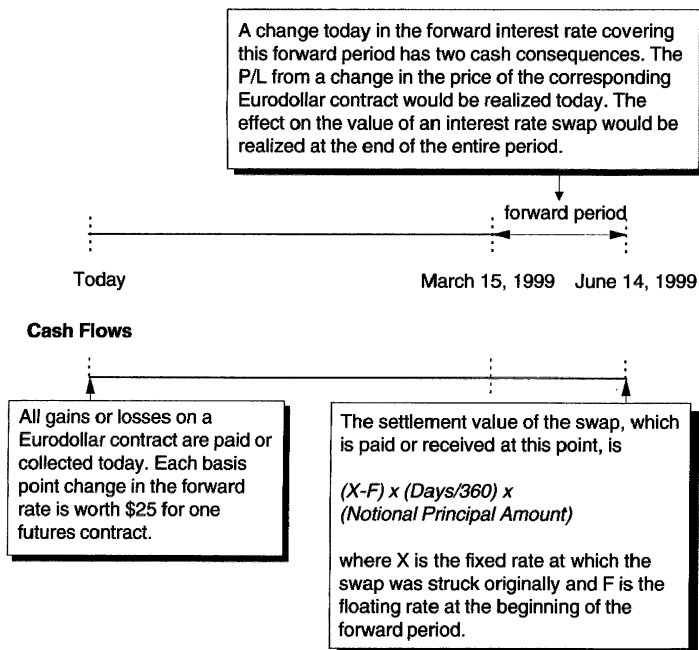 A change today in the forward interest rate covering
this forward period has two cash consequences. The
P/L from a change in the price of the corresponding
Eurodollar contract would be realized today. The
effect on the value of an interest rate swap would be
realized at the end of the entire period.
forward period
Today
March 15, 1999
June 14, 1999
Cash Flows
All gains or losses on a
Eurodollar contract are paid or
collected today. Each basis
point change in the forward
rate is worth $25 for one
futures contract.
The settlement value of the swap, which
is paid or received at this point, is
(X-F) x (Days/360) x
(Notional Principal Amount)
where X is the fixed rate at which the
swap was struck originally and F is the
floating rate at the beginning of the
forward period.